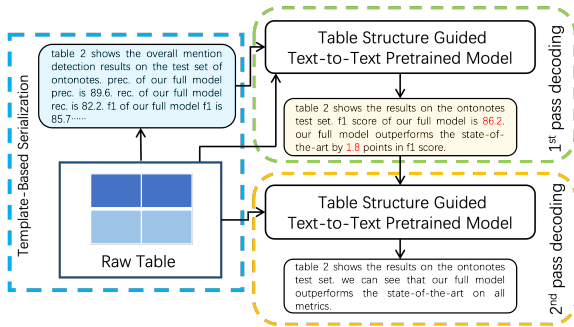 Template-Based Serialization
table 2 shows the overall mention
detection results on the test set of
ontonotes. prec. of our full model
prec. is 89.6. rec. of our full model
rec. is 82.2. f1 of our full model f1 is
85.7······
Raw Table
Table Structure Guided
Text-to-Text Pretrained Model
table 2 shows the results on the ontonotes
test set. f1 score of our full model is 86.2.
our full model outperforms the state-of-
the-art by 1.8 points in f1 score.
1st pass decoding
Table Structure Guided
Text-to-Text Pretrained Model
table 2 shows the results on the ontonotes
test set. we can see that our full model
outperforms the state-of-the-art on all
metrics.
2nd pass decoding